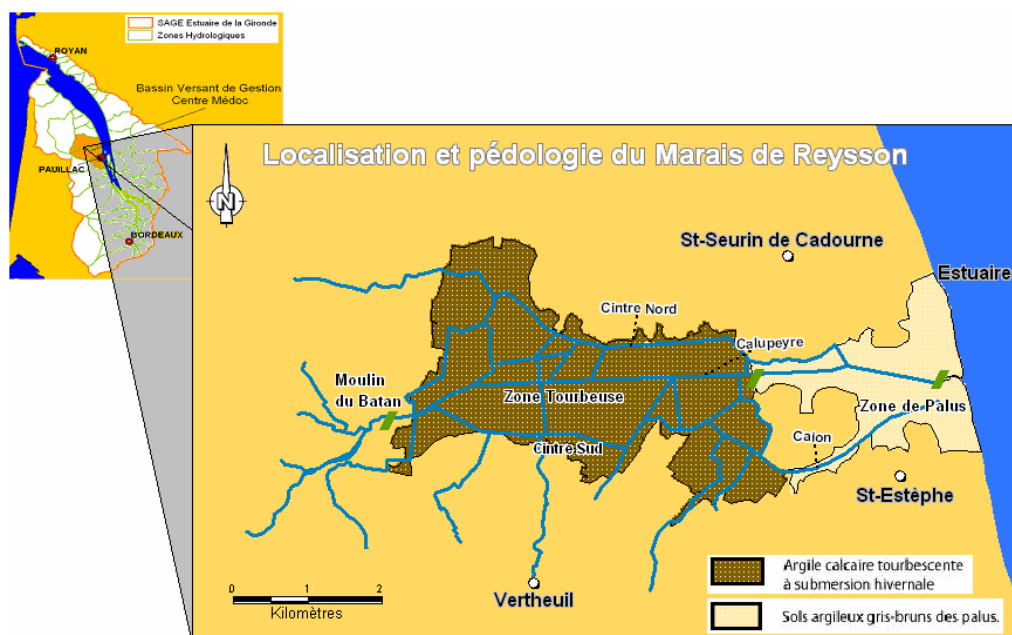 SAGE Estuaire de la Gironde
Zones Hydrologiques
ROYAN
Bassin Versant de Gestion
Centre Médoc
PAUILLAC
BORDEAUX
Localisation et pédologie du Marais de Reysson
N
St-Seurin de Cadourne
Estuaire
Cintre Nord
Calupeyre
Moulin
du Batan
Zone Tourbeuse
Zone de Palus
Cintre Sud
Calon
St-Estèphe
Vertheuil
Argile calcaire tourbescente
à submersion hivernale
Sols argileux gris-bruns des palus.
0 1 2
Kilomètres